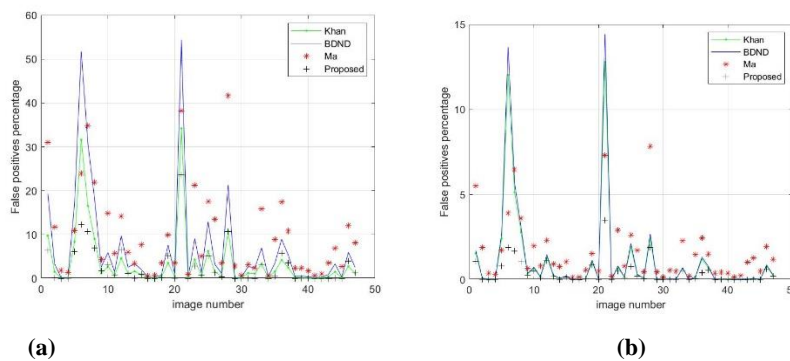 60
50
40
30
20
10
0
0 10 20 30 40 50
False positives percentage
image number
Khan
BDND
Ma
Proposed
(a)
15
10
5
0
0 10 20 30 40 50
False positives percentage
image number
Khan
BDND
Ma
Proposed
(b)